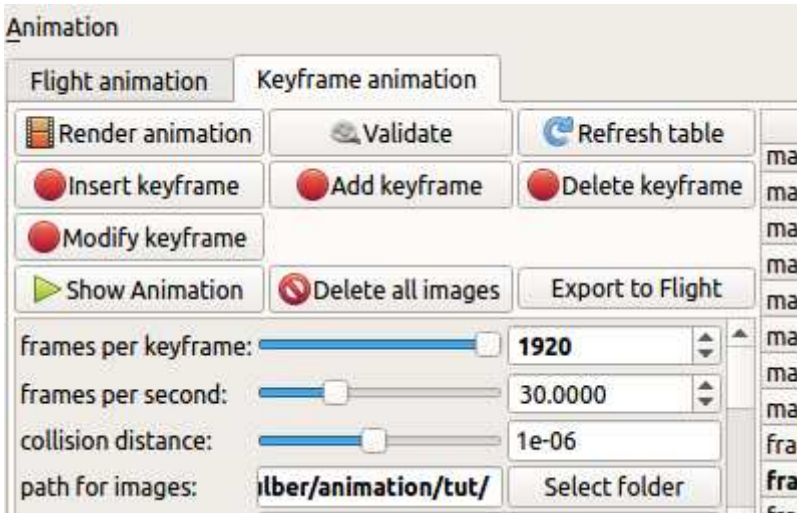 Animation
Flight animation Keyframe animation
Render animation Validate Refresh table
Insert keyframe Add keyframe Delete keyframe
Modify keyframe
Show Animation Delete all images Export to Flight
frames per keyframe: 1920
frames per second: 30.0000
collision distance: 1e-06
path for images: lber/animation/tut/ Select folder
ma
ma
ma
ma
ma
ma
ma
ma
fra
fra